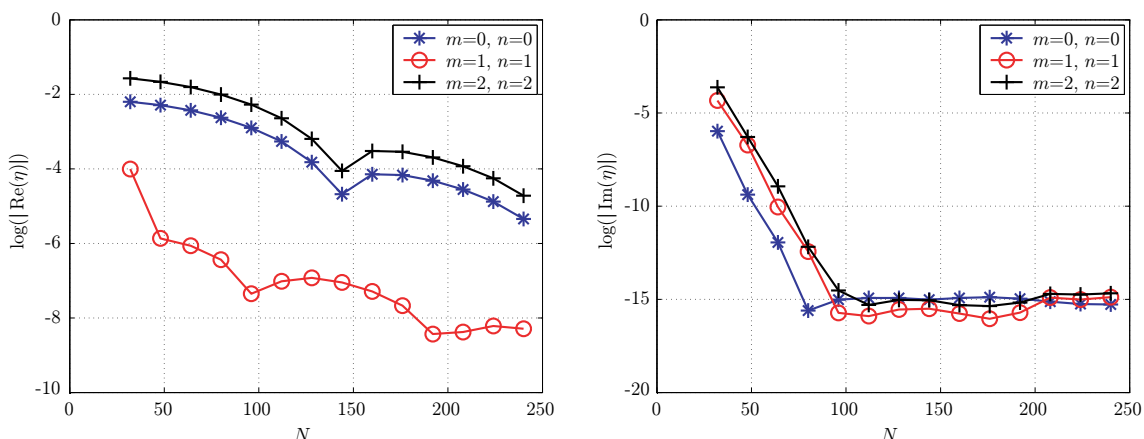 0
-2
-4
-6
-8
-10
0
50
100
150
200
250
N
log(| Re(η)|)
m=0, n=0
m=1, n=1
m=2, n=2
0
-5
-10
-15
-20
0
50
100
150
200
250
N
log(| Im(η)|)
m=0, n=0
m=1, n=1
m=2, n=2